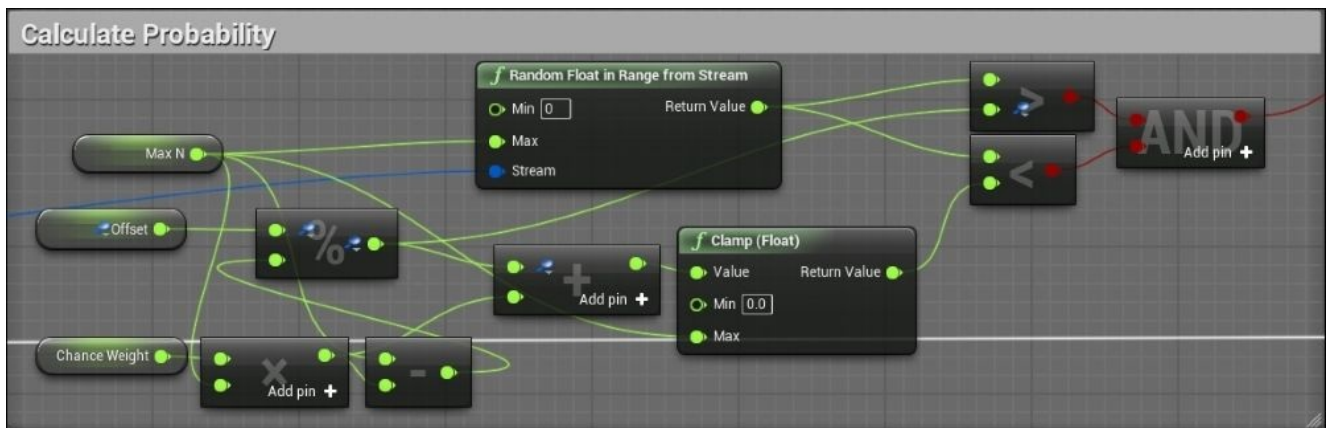 Calculate Probability
f Random Float in Range from Stream
Min 0
Return Value
Max
Stream
Max N
>
<
AND
Add pin +
Offset
%
+
Add pin +
f Clamp (Float)
Value
Return Value
Min 0.0
Max
Chance Weight
×
Add pin +
-